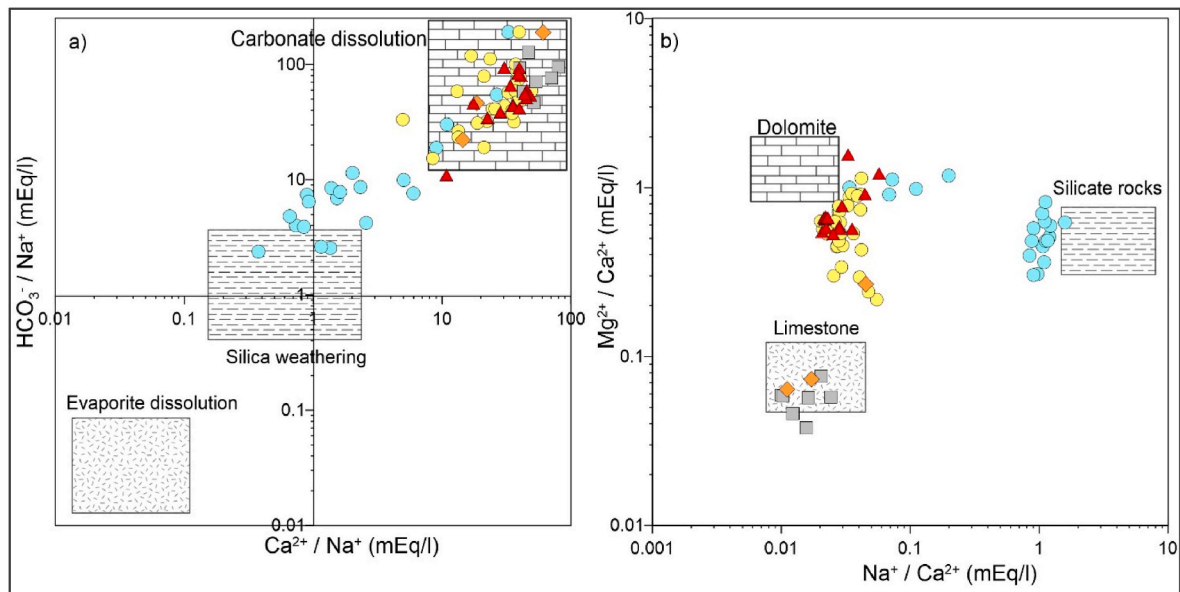 a)
Carbonate dissolution
100
10
1
0.1
0.01
0.01
0.1
1
10
100
Silica weathering
Evaporite dissolution
HCO₃⁻ / Na⁺ (mEq/l)
Ca²⁺ / Na⁺ (mEq/l)
b)
10
1
0.1
0.01
0.001
0.01
0.1
1
10
Dolomite
Silicate rocks
Limestone
Mg²⁺ / Ca²⁺ (mEq/l)
Na⁺ / Ca²⁺ (mEq/l)